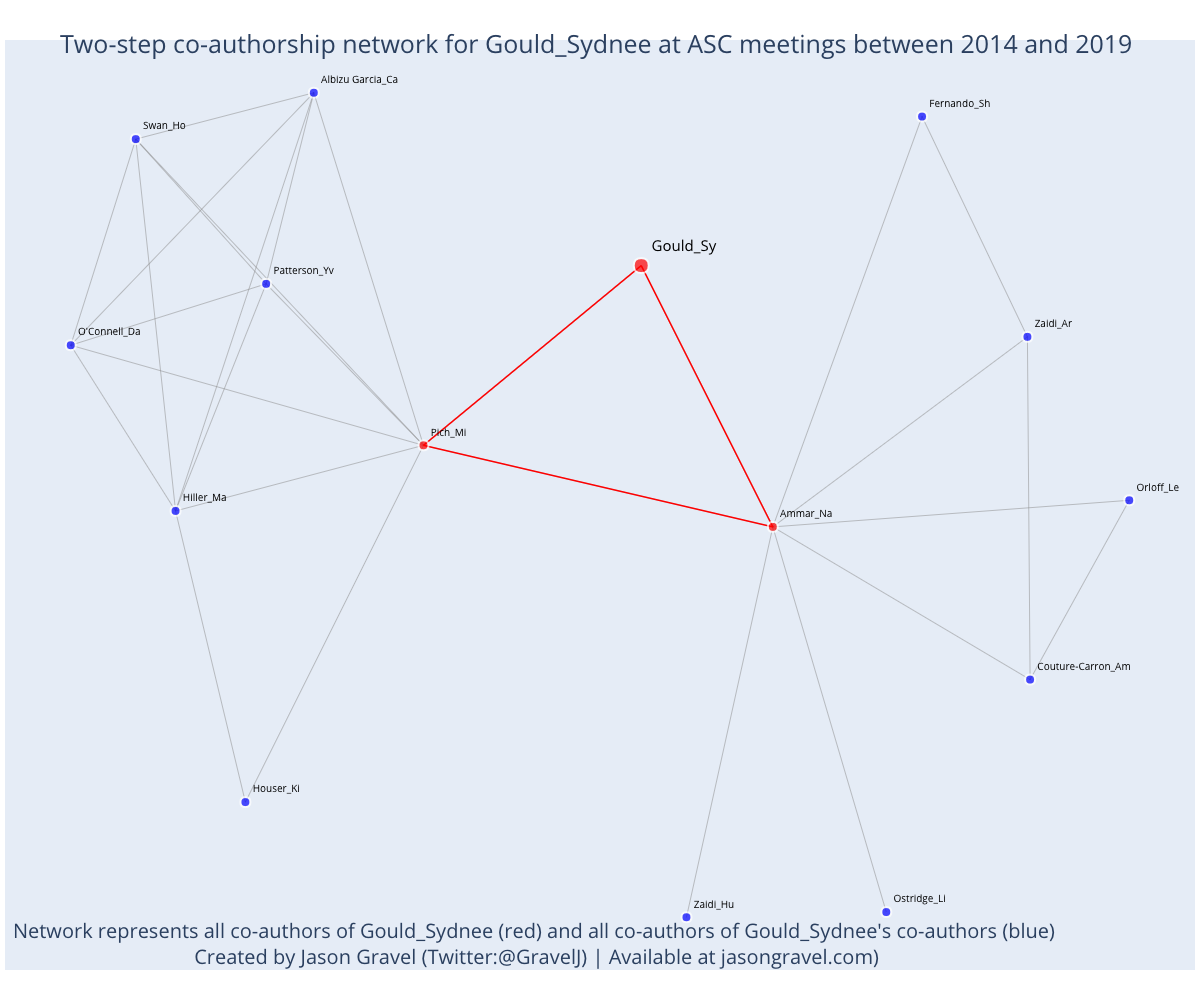 Two-step co-authorship network for Gould_Sydnee at ASC meetings between 2014 and 2019
Albizu Garcia_Ca
Fernando_Sh
Swan_Ho
Gould_Sy
Patterson_Yv
Zaidi_Ar
O'Connell_Da
Pich_Mi
Orloff_Le
Hiller_Ma
Ammar_Na
Couture-Carron_Am
Houser_Ki
Ostridge_Li
Zaidi_Hu
Network represents all co-authors of Gould_Sydnee (red) and all co-authors of Gould_Sydnee's co-authors (blue)
Created by Jason Gravel (Twitter:@GravelJ) | Available at jasongravel.com)